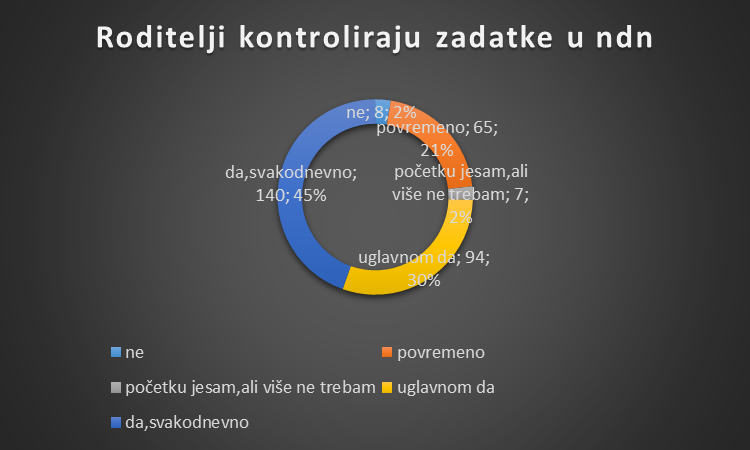 Roditelji kontroliraju zadatke u ndn
ne; 8; 2%
povremeno; 65;
21%
početku jesam,ali
više ne trebam; 7;
2%
da,svakodnevno;
140; 45%
uglavnom da; 94;
30%
ne
povremeno
početku jesam,ali više ne trebam
uglavnom da
da,svakodnevno